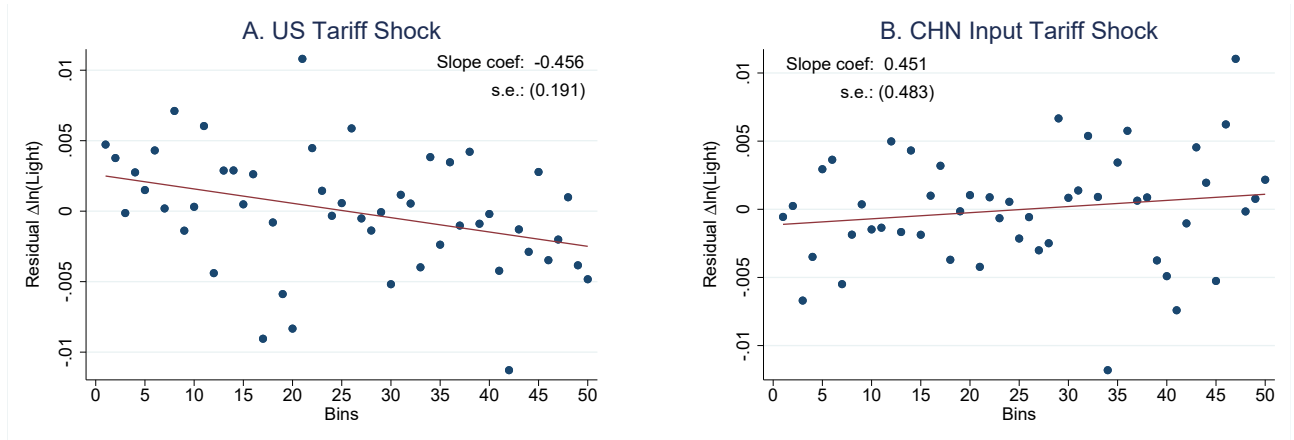 A. US Tariff Shock
Slope coef: -0.456
s.e.: (0.191)
Residual Δln(Light)
.01
.005
0
-.005
-.01
0 5 10 15 20 25 30 35 40 45 50
Bins
B. CHN Input Tariff Shock
Slope coef: 0.451
s.e.: (0.483)
Residual Δln(Light)
.01
.005
0
-.005
-.01
0 5 10 15 20 25 30 35 40 45 50
Bins